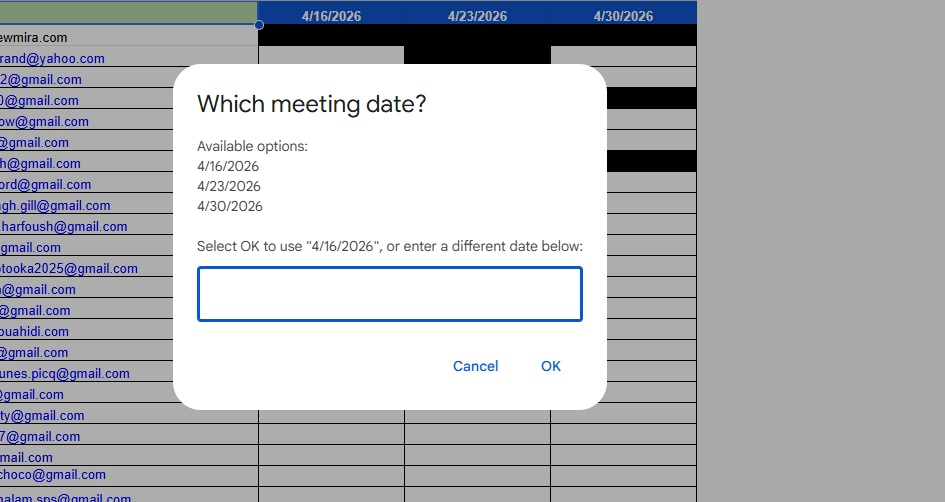 4/16/2026 4/23/2026 4/30/2026
ewmira.com
rand@yahoo.com
2@gmail.com
0@gmail.com
ow@gmail.com
@gmail.com
h@gmail.com
ord@gmail.com
ngh.gill@gmail.com
.harfoush@gmail.com
gmail.com
otooka2025@gmail.com
@gmail.com
@gmail.com
ouahidi.com
@gmail.com
unes.picq@gmail.com
@gmail.com
ty@gmail.com
7@gmail.com
mail.com
choco@gmail.com
nalam.sps@gmail.com
Which meeting date?
Available options:
4/16/2026
4/23/2026
4/30/2026
Select OK to use "4/16/2026", or enter a different date below:
Cancel OK